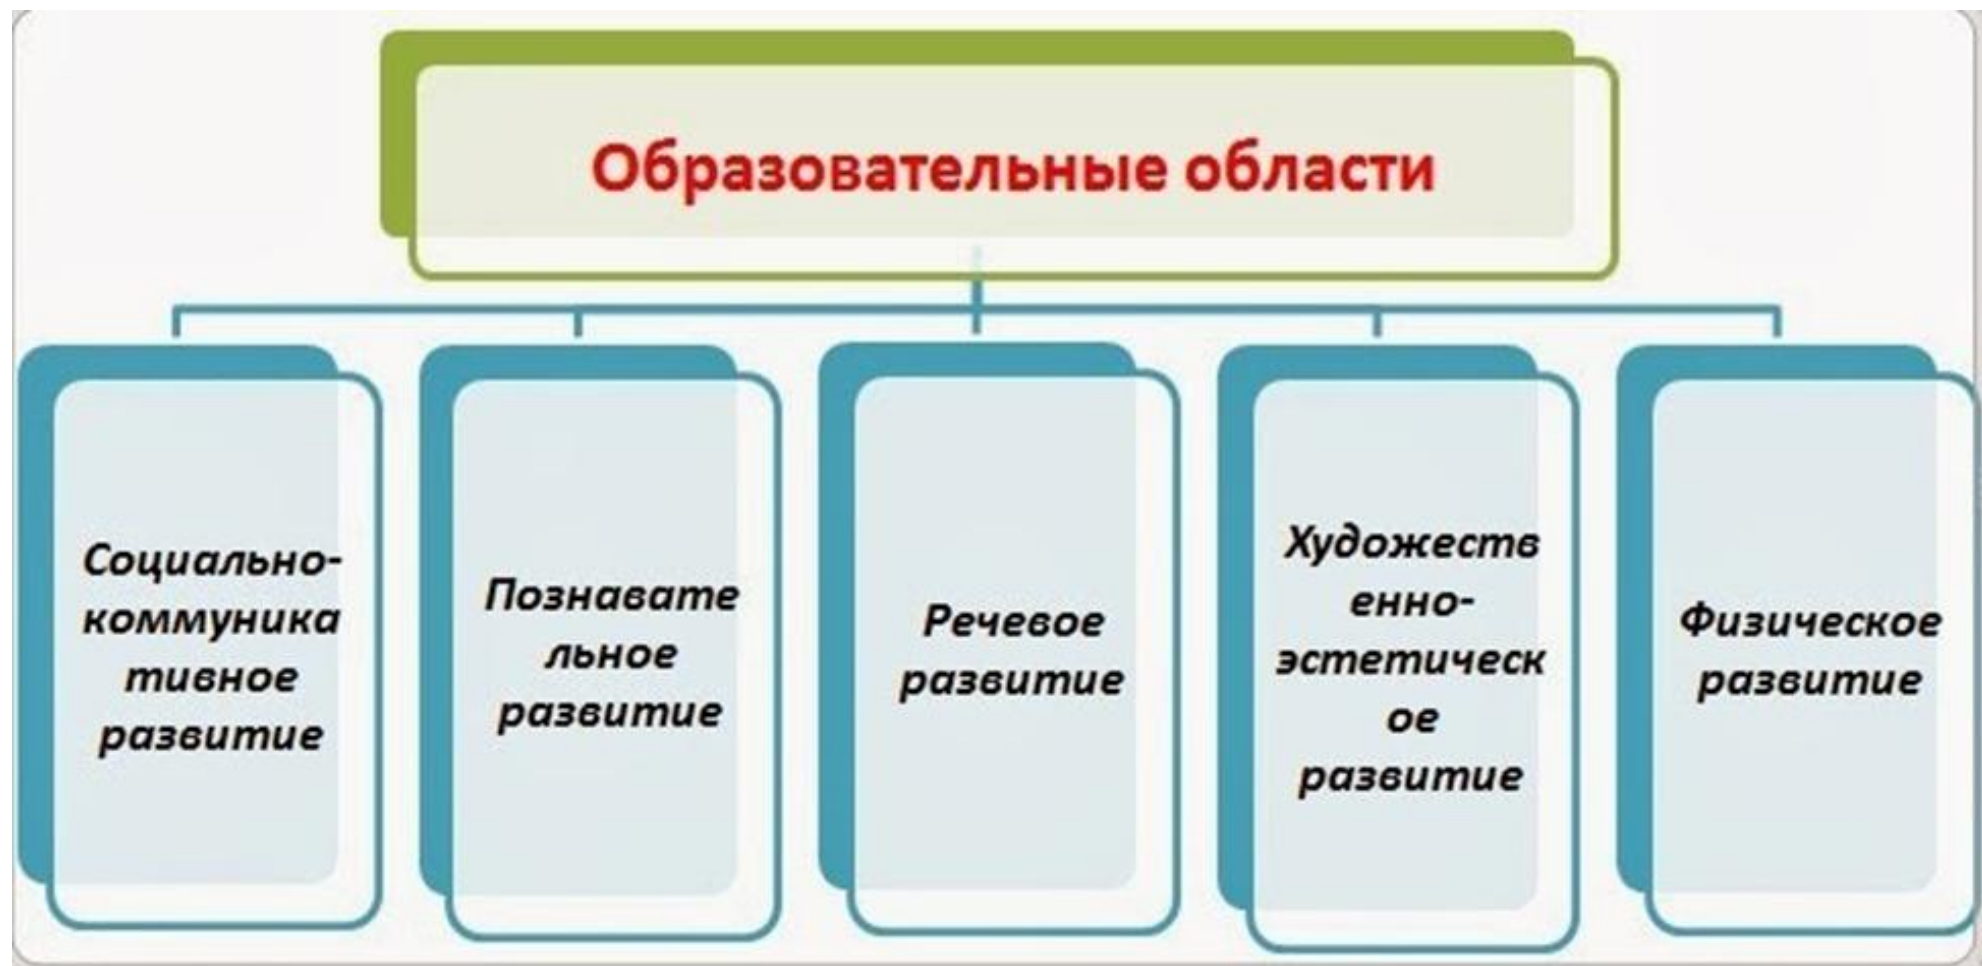 Образовательные области
Социально-
коммуника
тивное
развитие
Познавате
льное
развитие
Речевое
развитие
Художеств
енно-
эстетическ
ое
развитие
Физическое
развитие